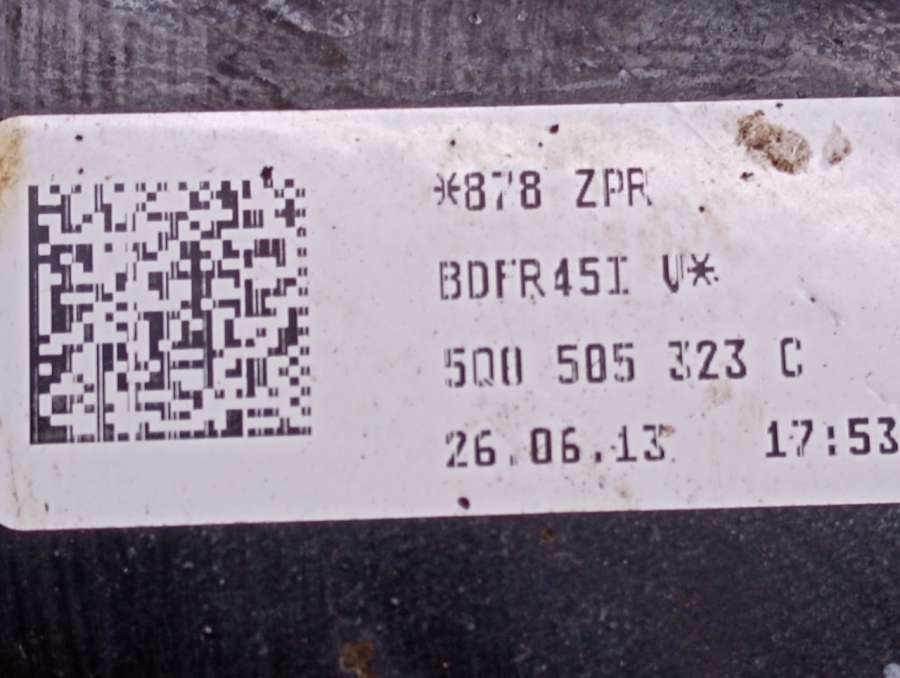 *878 ZPR
BDFR45I V*
5Q0 505 323 C
26.06.13 17:53